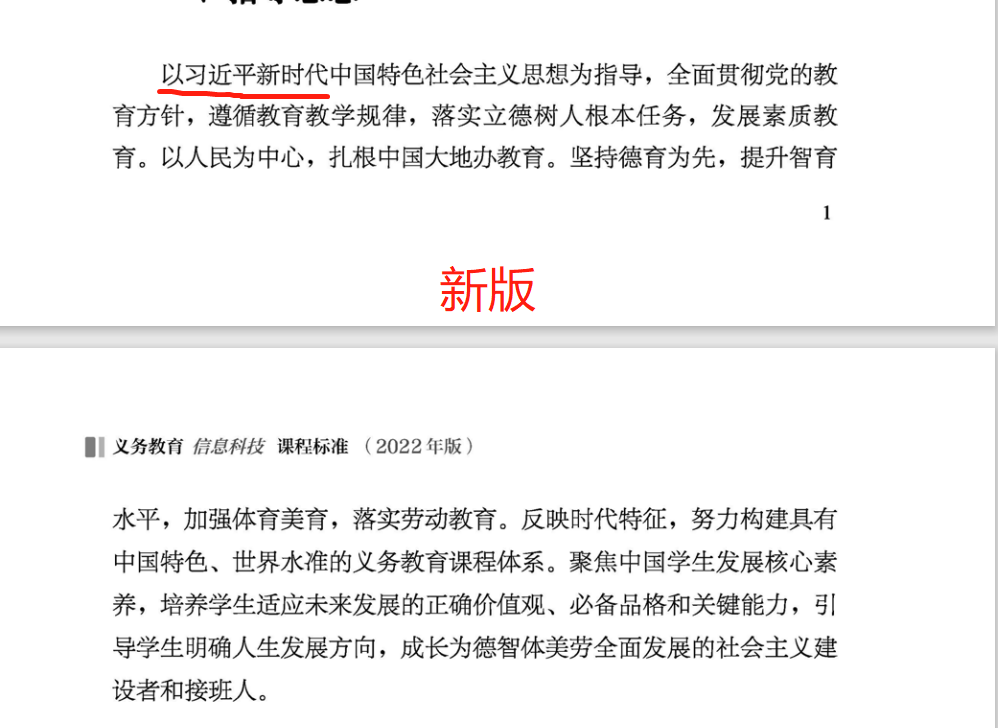 以习近平新时代中国特色社会主义思想为指导，全面贯彻党的教
育方针，遵循教育教学规律，落实立德树人根本任务，发展素质教
育。以人民为中心，扎根中国大地办教育。坚持德育为先，提升智育
1
新版
义务教育 信息科技 课程标准（2022年版）
水平，加强体育美育，落实劳动教育。反映时代特征，努力构建具有
中国特色、世界水准的义务教育课程体系。聚焦中国学生发展核心素
养，培养学生适应未来发展的正确价值观、必备品格和关键能力，引
导学生明确人生发展方向，成长为德智体美劳全面发展的社会主义建
设者和接班人。